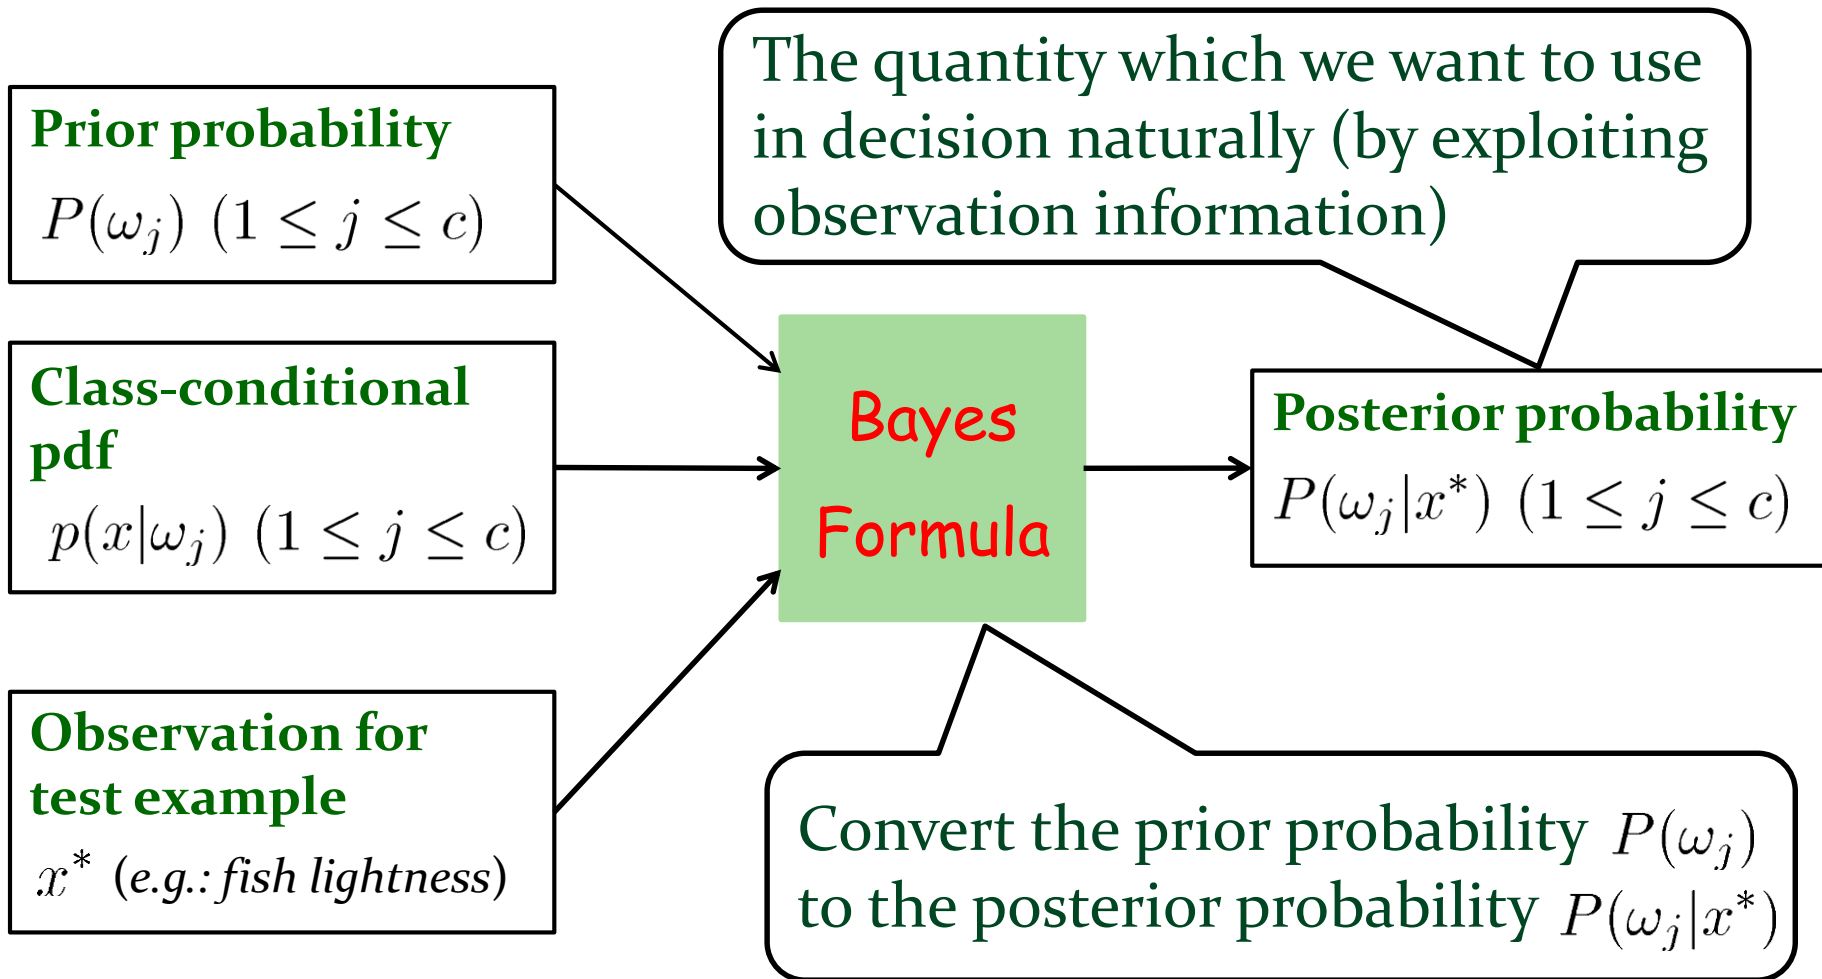 The quantity which we want to use
in decision naturally (by exploiting
observation information)
Prior probability
P(ω_j) (1 ≤ j ≤ c)
Class-conditional
pdf
p(x|ω_j) (1 ≤ j ≤ c)
Observation for
test example
x* (e.g.: fish lightness)
Bayes
Formula
Posterior probability
P(ω_j|x*) (1 ≤ j ≤ c)
Convert the prior probability P(ω_j)
to the posterior probability P(ω_j|x*)